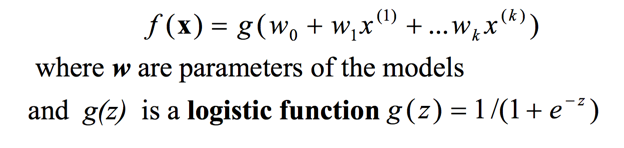 f(x) = g(w₀ + w₁x⁽¹⁾ + ...wₖx⁽ᵏ⁾)
where w are parameters of the models
and g(z) is a logistic function g(z) = 1/(1+ e⁻ᶻ)